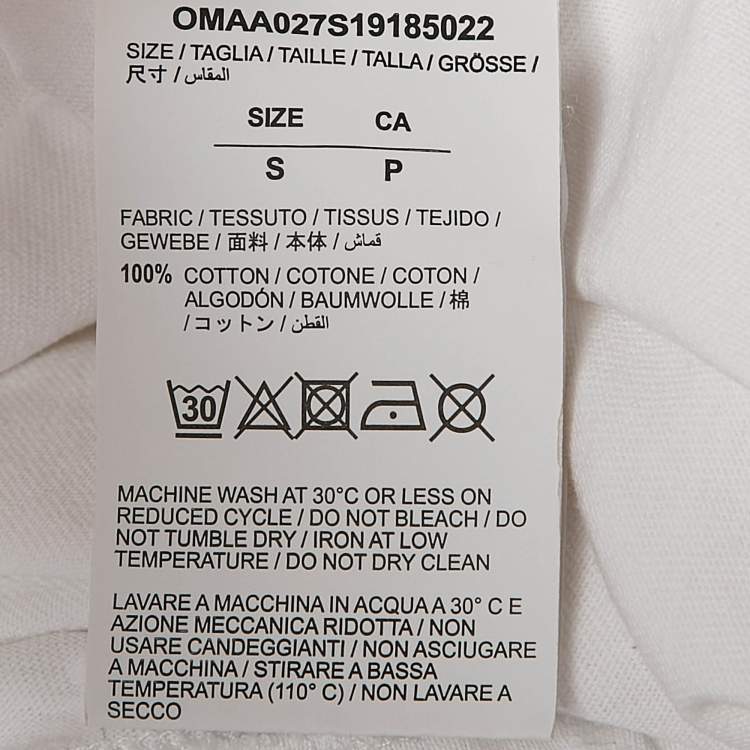 OMAA027S19185022
SIZE / TAGLIA / TAILLE / TALLA / GRÖSSE /
尺寸 / المقاس
SIZE CA
S P
FABRIC / TESSUTO / TISSUS / TEJIDO /
GEWEBE / 面料 / 本体 / قماش
100% COTTON / COTONE / COTON /
ALGODÓN / BAUMWOLLE / 棉
/ コットン / القطن
30
MACHINE WASH AT 30°C OR LESS ON
REDUCED CYCLE / DO NOT BLEACH / DO
NOT TUMBLE DRY / IRON AT LOW
TEMPERATURE / DO NOT DRY CLEAN
LAVARE A MACCHINA IN ACQUA A 30° C E
AZIONE MECCANICA RIDOTTA / NON
USARE CANDEGGIANTI / NON ASCIUGARE
A MACCHINA / STIRARE A BASSA
TEMPERATURA (110° C) / NON LAVARE A
SECCO